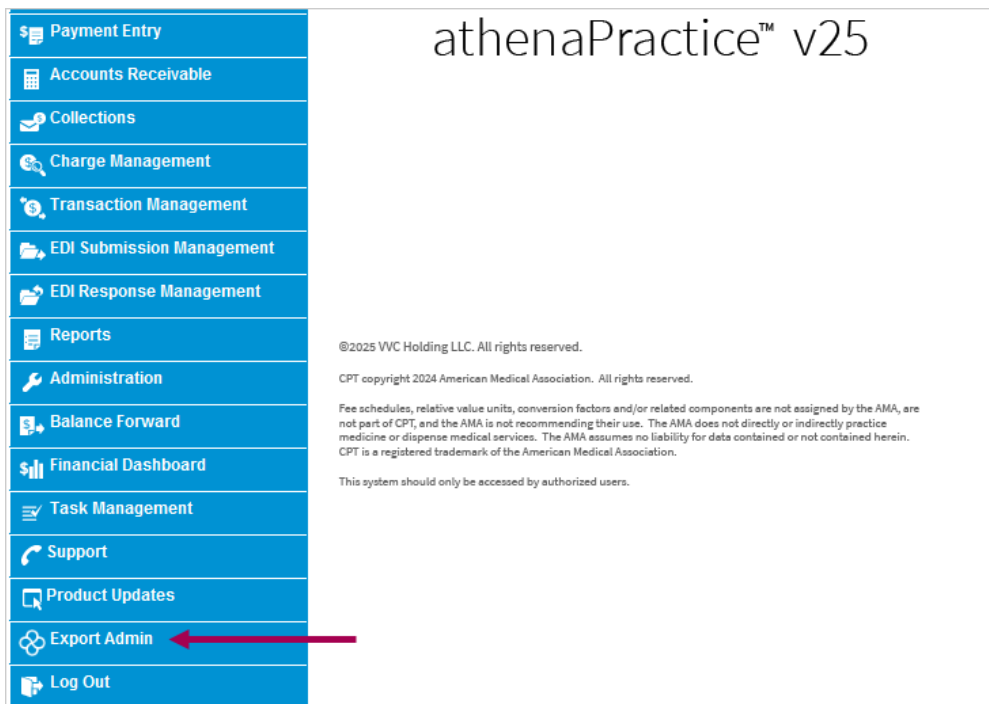 Payment Entry
Accounts Receivable
Collections
Charge Management
Transaction Management
EDI Submission Management
EDI Response Management
Reports
Administration
Balance Forward
Financial Dashboard
Task Management
Support
Product Updates
Export Admin
Log Out
athenaPractice™ v25
©2025 VVC Holding LLC. All rights reserved.
CPT copyright 2024 American Medical Association.  All rights reserved.
Fee schedules, relative value units, conversion factors and/or related components are not assigned by the AMA, are
not part of CPT, and the AMA is not recommending their use.  The AMA does not directly or indirectly practice
medicine or dispense medical services.  The AMA assumes no liability for data contained or not contained herein.
CPT is a registered trademark of the American Medical Association.
This system should only be accessed by authorized users.